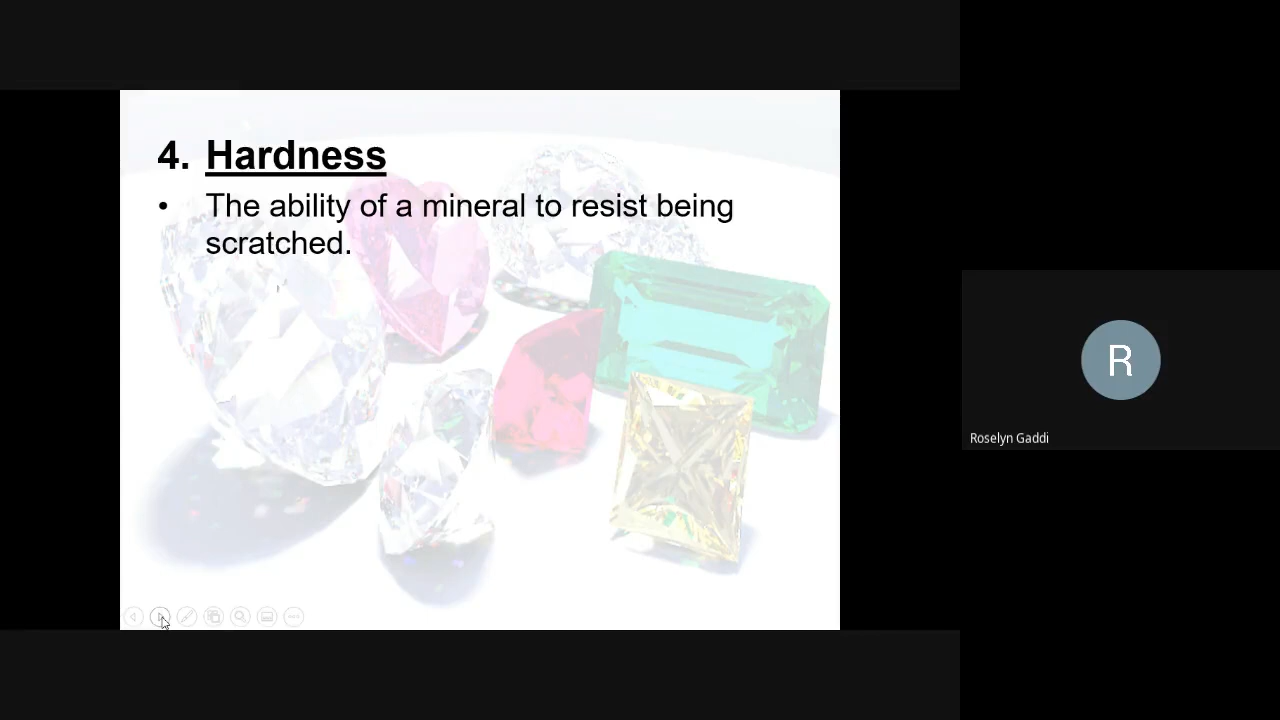 4. Hardness
• The ability of a mineral to resist being
scratched.
R
Roselyn Gaddi